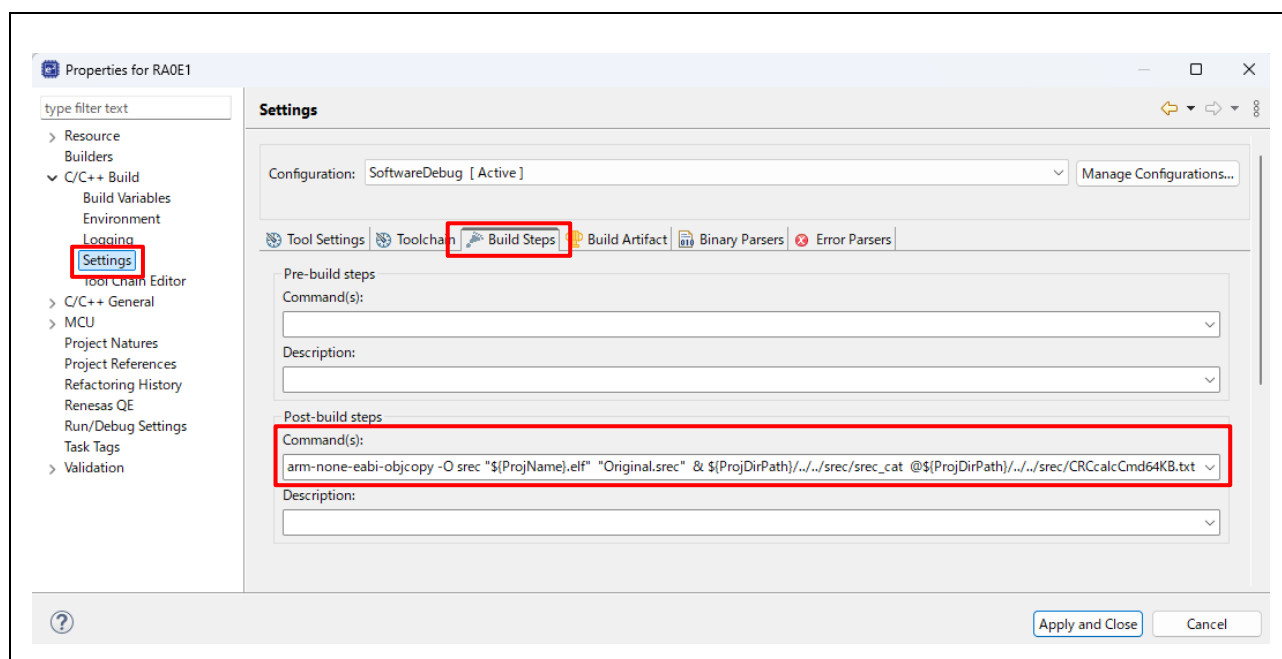 Properties for RA0E1
type filter text
Resource
Builders
C/C++ Build
Build Variables
Environment
Logging
Settings
Tool Chain Editor
C/C++ General
MCU
Project Natures
Project References
Refactoring History
Renesas QE
Run/Debug Settings
Task Tags
Validation
Settings
Configuration: SoftwareDebug [ Active ] Manage Configurations...
Tool Settings Toolchain Build Steps Build Artifact Binary Parsers Error Parsers
Pre-build steps
Command(s):
Description:
Post-build steps
Command(s):
arm-none-eabi-objcopy -O srec "${ProjName}.elf" "Original.srec" & ${ProjDirPath}/../../src/srec_cat @${ProjDirPath}/../../src/CRCcalcCmd64KB.txt
Description:
Apply and Close Cancel